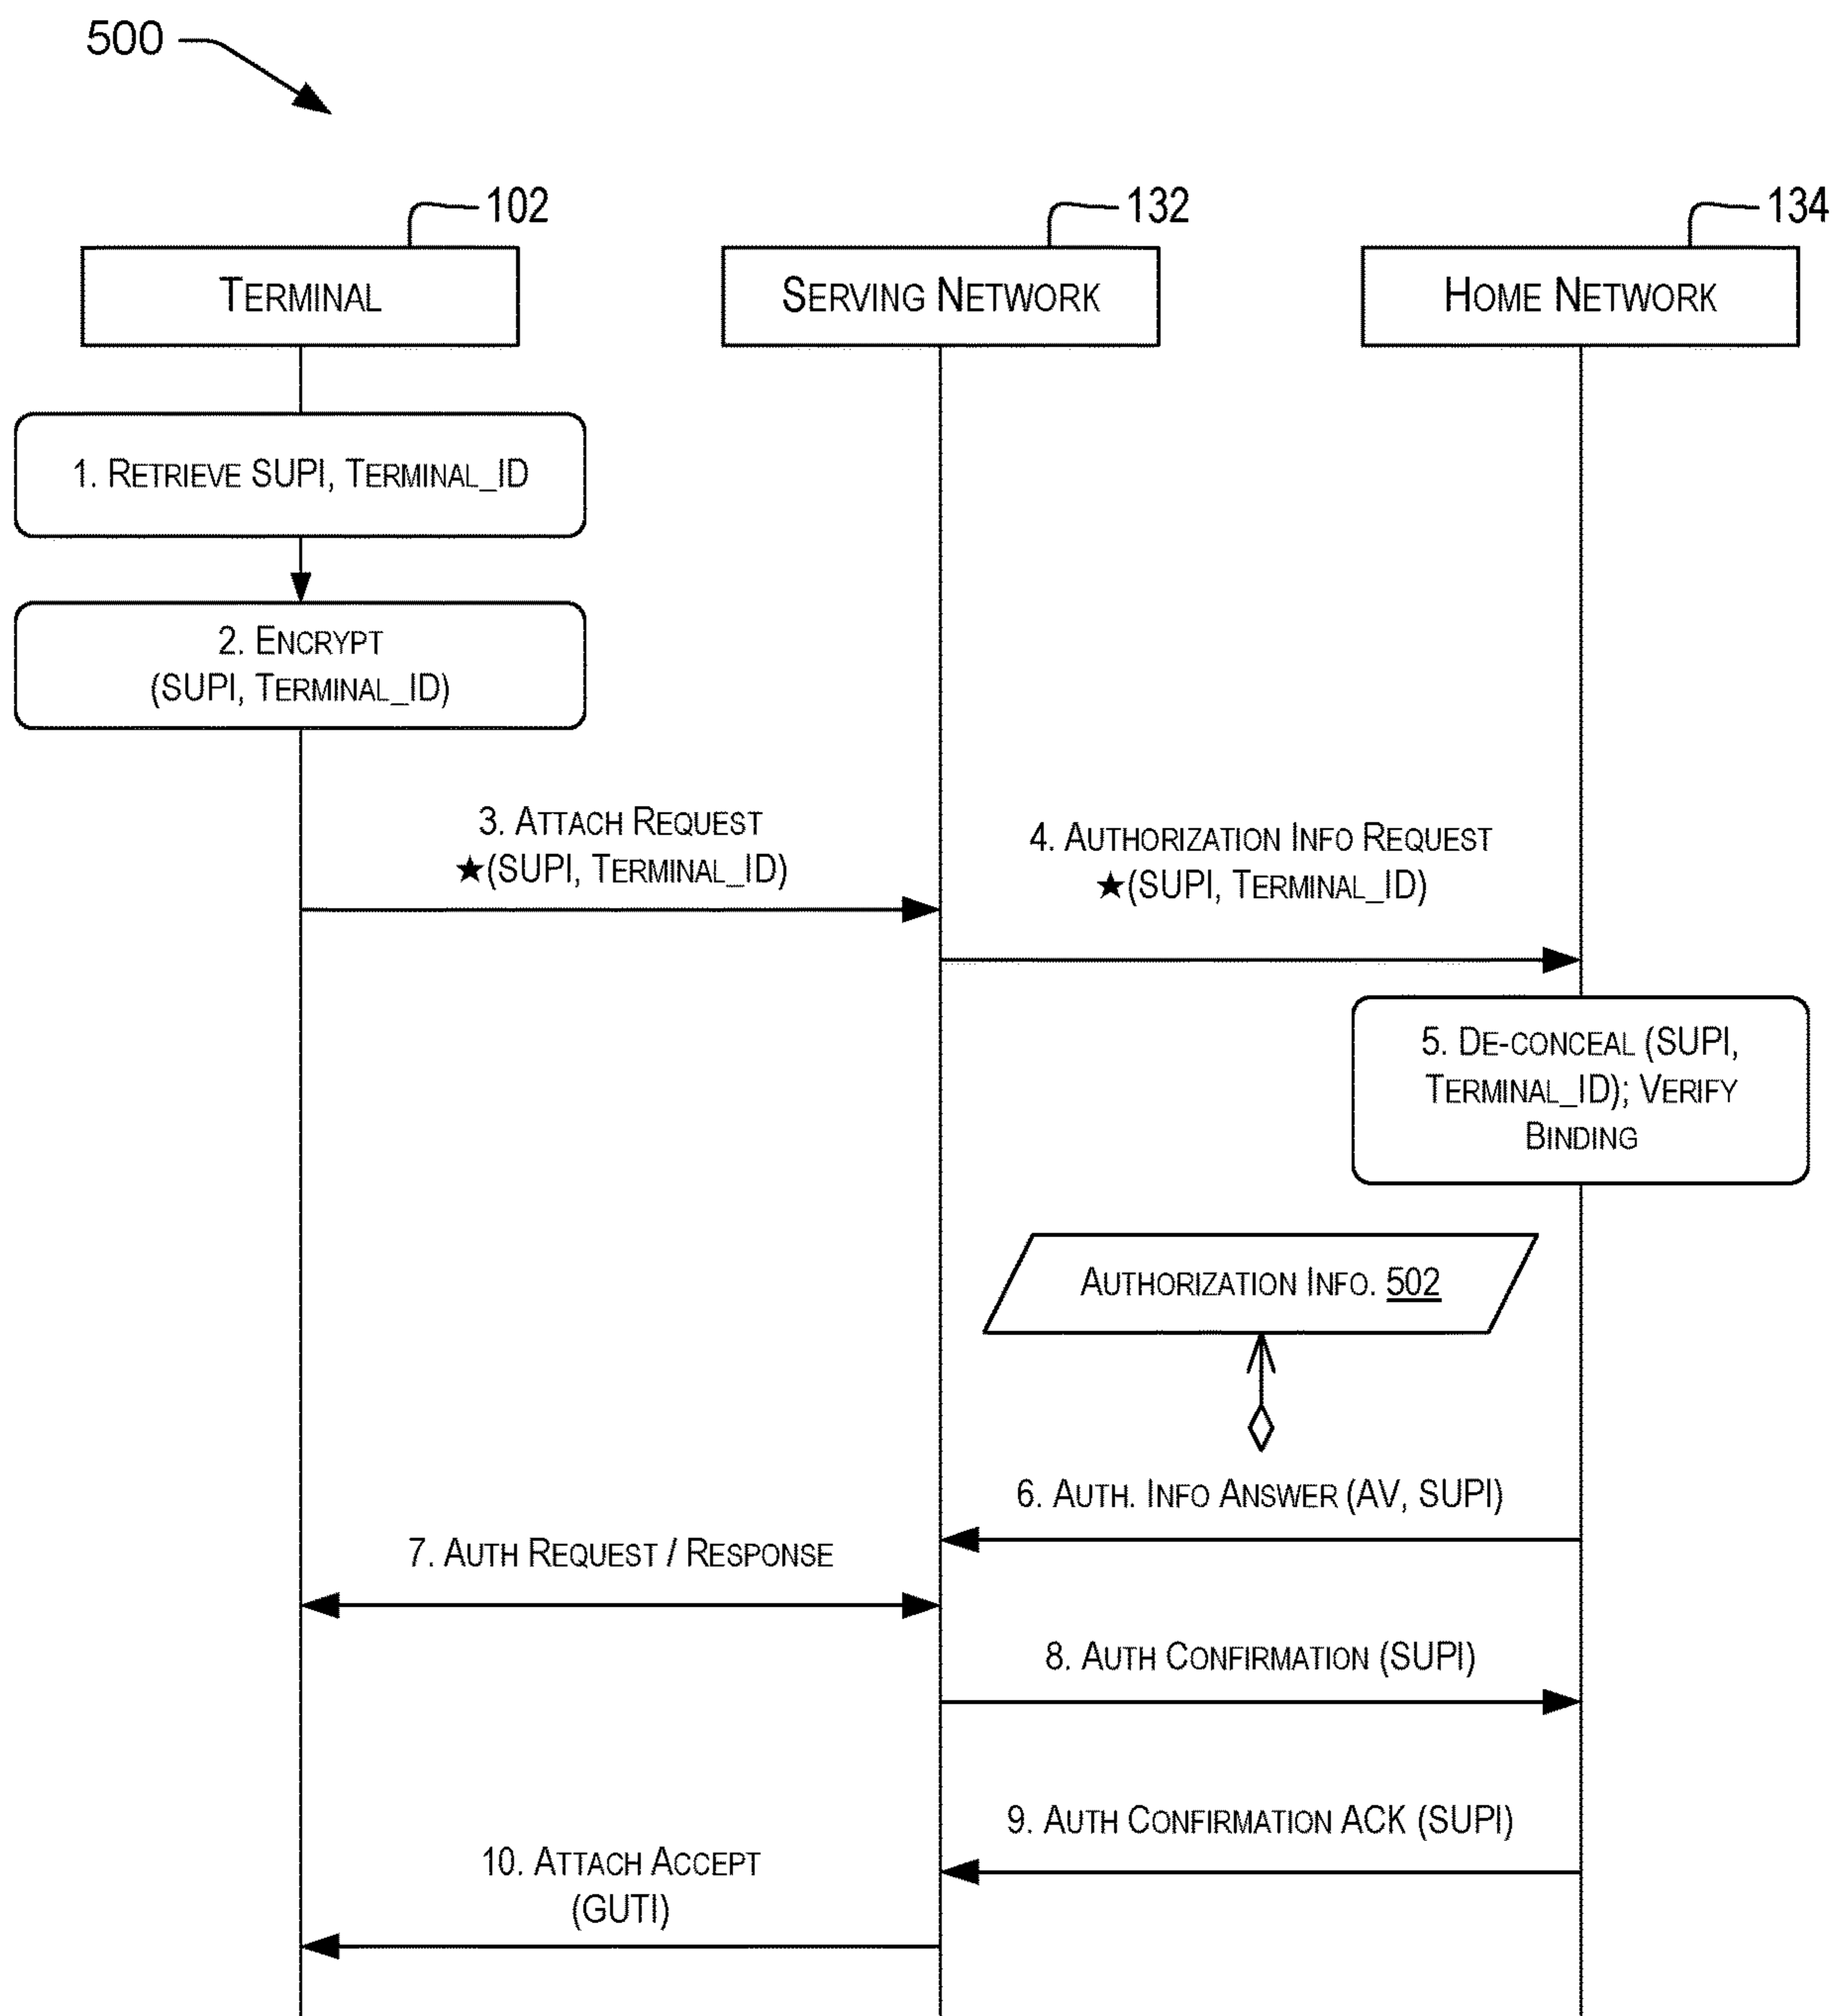 500
102
132
134
TERMINAL
SERVING NETWORK
HOME NETWORK
1. RETRIEVE SUPI, TERMINAL_ID
2. ENCRYPT
(SUPI, TERMINAL_ID)
3. ATTACH REQUEST
★(SUPI, TERMINAL_ID)
4. AUTHORIZATION INFO REQUEST
★(SUPI, TERMINAL_ID)
5. DE-CONCEAL (SUPI,
TERMINAL_ID); VERIFY
BINDING
AUTHORIZATION INFO. 502
6. AUTH. INFO ANSWER (AV, SUPI)
7. AUTH REQUEST / RESPONSE
8. AUTH CONFIRMATION (SUPI)
9. AUTH CONFIRMATION ACK (SUPI)
10. ATTACH ACCEPT
(GUTI)